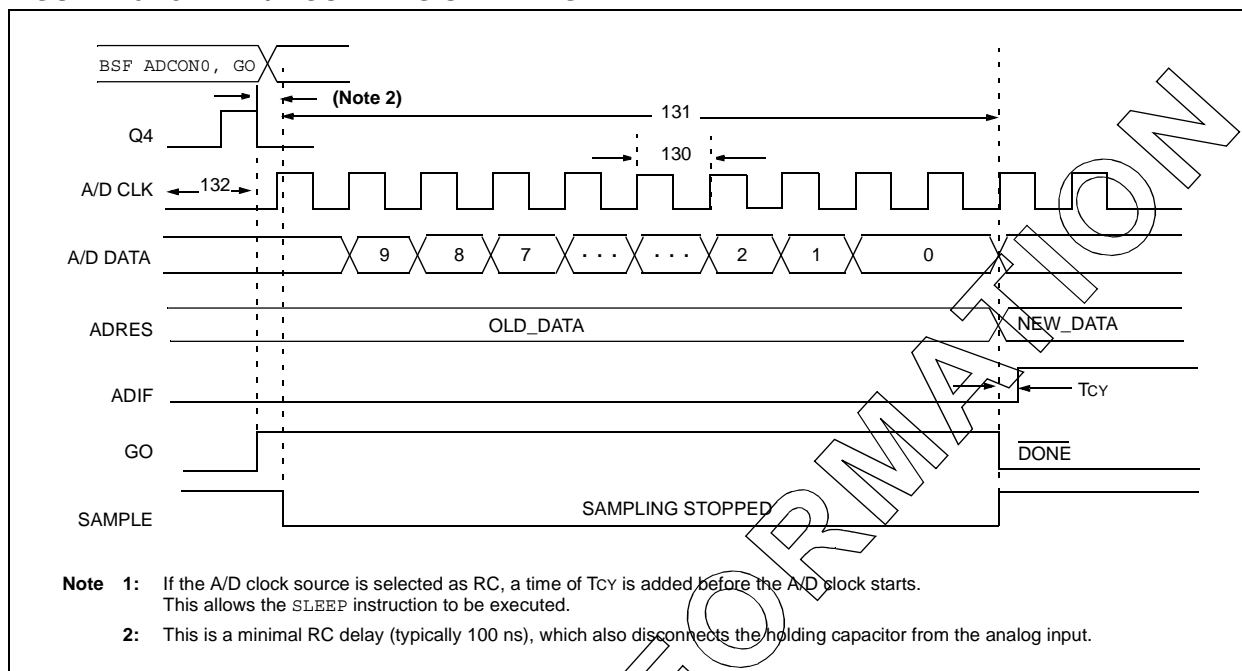 BSF ADCON0, GO
(Note 2)
131
Q4
130
A/D CLK
132
A/D DATA
9 8 7 . . . . . . 2 1 0
ADRES
OLD_DATA
NEW_DATA
ADIF
TCY
GO
DONE
SAMPLE
SAMPLING STOPPED
Note 1: If the A/D clock source is selected as RC, a time of TCY is added before the A/D clock starts.
This allows the SLEEP instruction to be executed.
2: This is a minimal RC delay (typically 100 ns), which also disconnects the holding capacitor from the analog input.
FORMATION